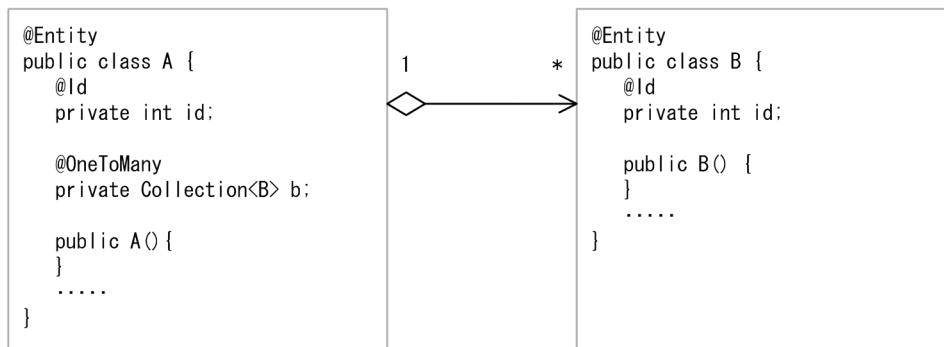 @Entity
public class A {
@Id
private int id;
@OneToMany
private Collection<B> b;
public A(){
}
.....
}
1
*
@Entity
public class B {
@Id
private int id;
public B() {
}
.....
}